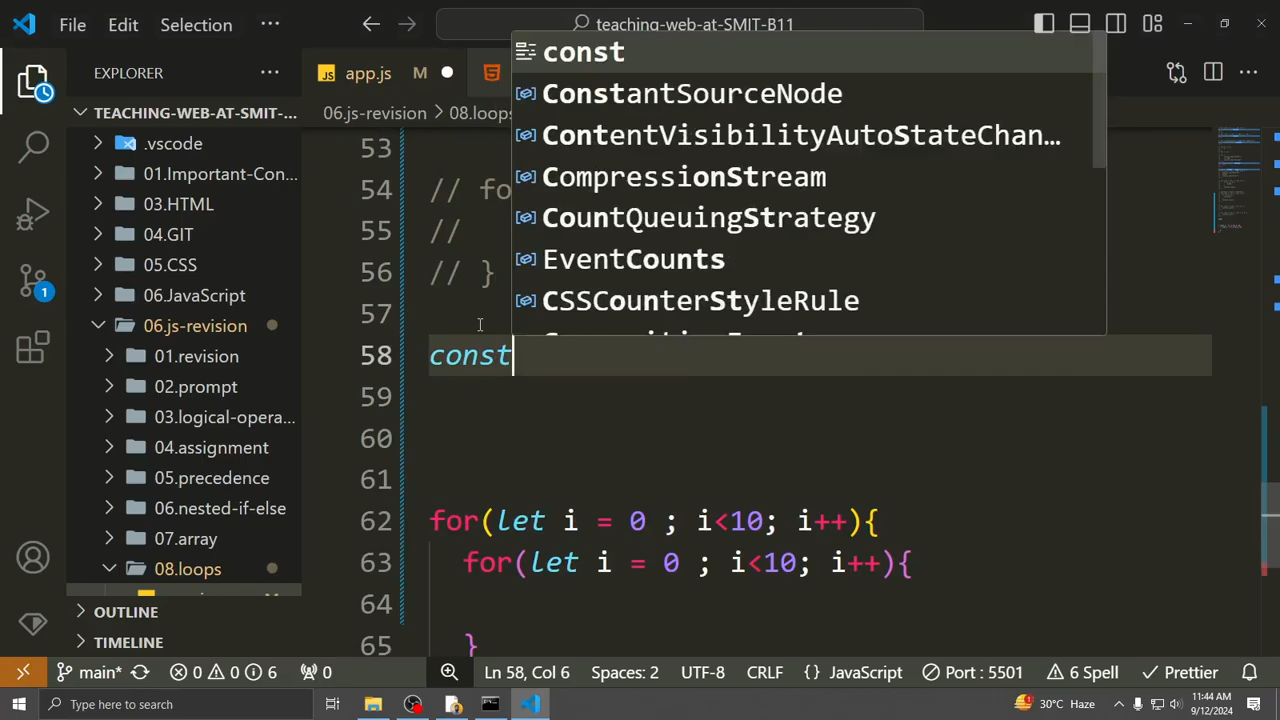 File Edit Selection ···
teaching-web-at-SMIT-B11
EXPLORER ···
JS app.js M
TEACHING-WEB-AT-SMIT-...
.vscode
01.Important-Con...
03.HTML
04.GIT
05.CSS
06.JavaScript
06.js-revision
01.revision
02.prompt
03.logical-opera...
04.assignment
05.precedence
06.nested-if-else
07.array
08.loops
OUTLINE
TIMELINE
06.js-revision > 08.loops
const
ConstantSourceNode
ContentVisibilityAutoStateChan…
CompressionStream
CountQueuingStrategy
EventCounts
CSSCounterStyleRule
53
54 // fo
55 //
56 // }
57
58 const
59
60
61
62 for(let i = 0 ; i<10; i++){
63 for(let i = 0 ; i<10; i++){
64
65 }
1
main* 0 0 6 0 Ln 58, Col 6 Spaces: 2 UTF-8 CRLF {} JavaScript Port : 5501 6 Spell Prettier
Type here to search
30°C Haze
11:44 AM
9/12/2024